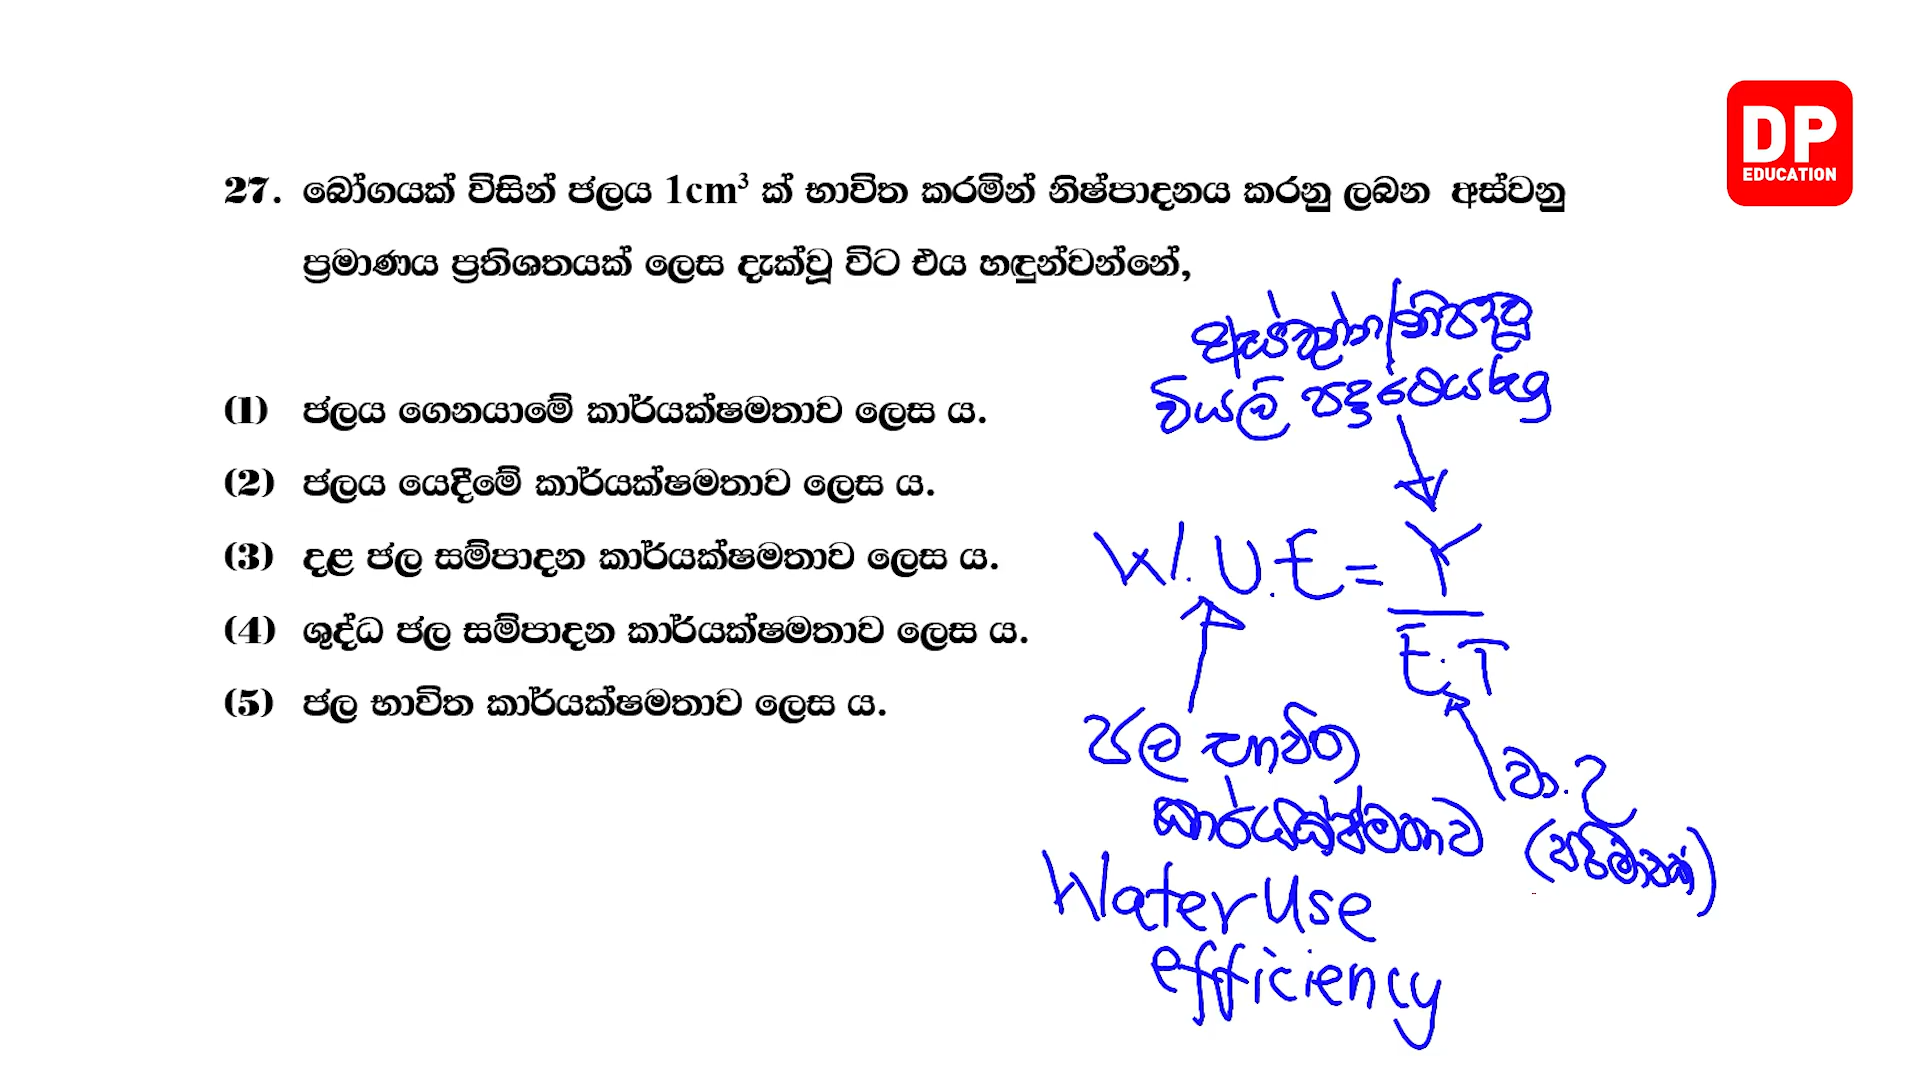 DP
EDUCATION
27. බෝගයක් විසින් ජලය 1cm³ ක් භාවිත කරමින් නිෂ්පාදනය කරනු ලබන අස්වනු
ප්‍රමාණය ප්‍රතිශතයක් ලෙස දැක්වූ විට එය හඳුන්වන්නේ,
(1) ජලය ගෙනයාමේ කාර්යක්ෂමතාව ලෙස ය.
(2) ජලය යෙදීමේ කාර්යක්ෂමතාව ලෙස ය.
(3) දළ ජල සම්පාදන කාර්යක්ෂමතාව ලෙස ය.
(4) ශුද්ධ ජල සම්පාදන කාර්යක්ෂමතාව ලෙස ය.
(5) ජල භාවිත කාර්යක්ෂමතාව ලෙස ය.
වියලි
W.U.E = Y
E.T
ජල භාවිත
කාර්යක්ෂමතාව
Water Use
efficiency